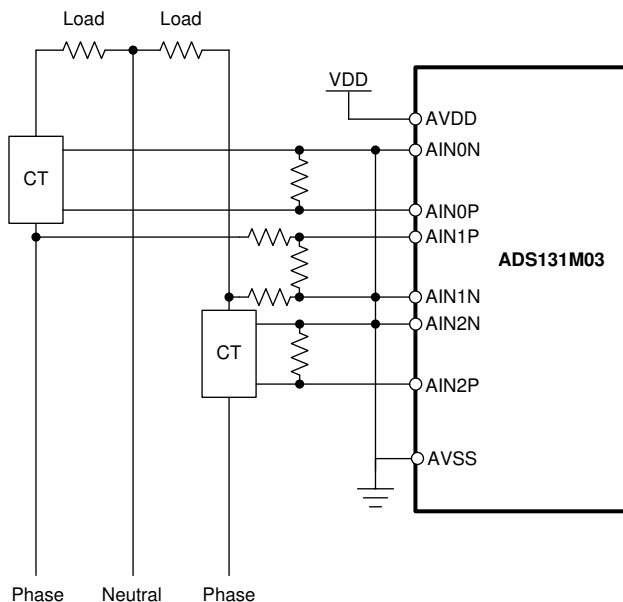 Load Load
VDD
AVDD
AIN0N
CT
AIN0P
AIN1P
ADS131M03
AIN1N
AIN2N
CT
AIN2P
AVSS
Phase Neutral Phase